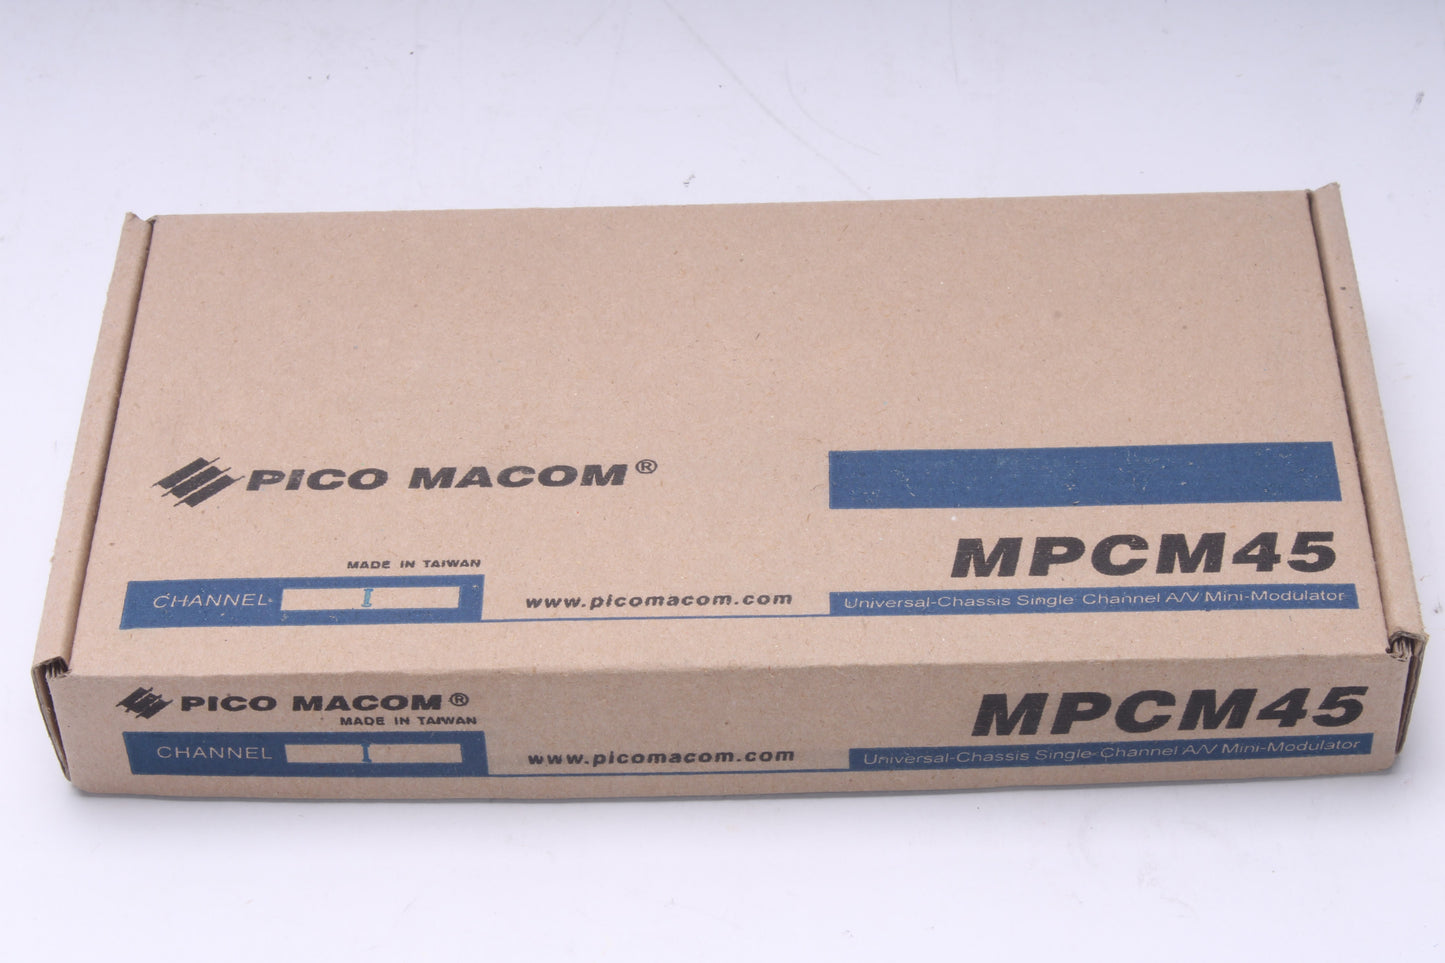 PICO MACOM®
MPCM45
MADE IN TAIWAN
CHANNEL I
www.picomacom.com
Universal-Chassis Single Channel A/V Mini-Modulator
PICO MACOM®
MPCM45
MADE IN TAIWAN
CHANNEL I
www.picomacom.com
Universal-Chassis Single-Channel A/V Mini-Modulator